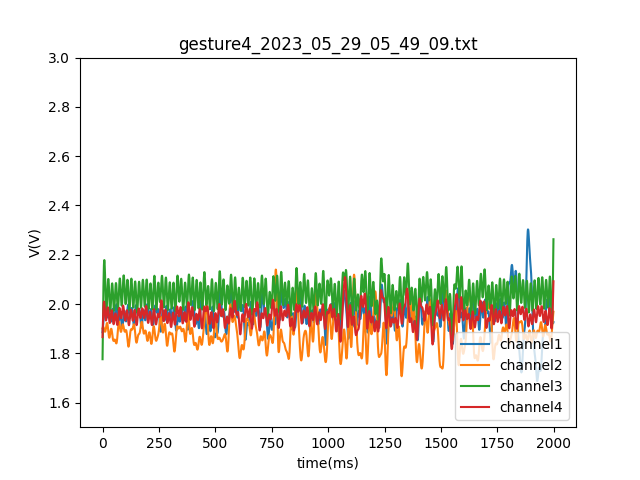 gesture4_2023_05_29_05_49_09.txt
3.0
2.8
2.6
2.4
2.2
2.0
1.8
1.6
V(V)
channel1
channel2
channel3
channel4
0 250 500 750 1000 1250 1500 1750 2000
time(ms)